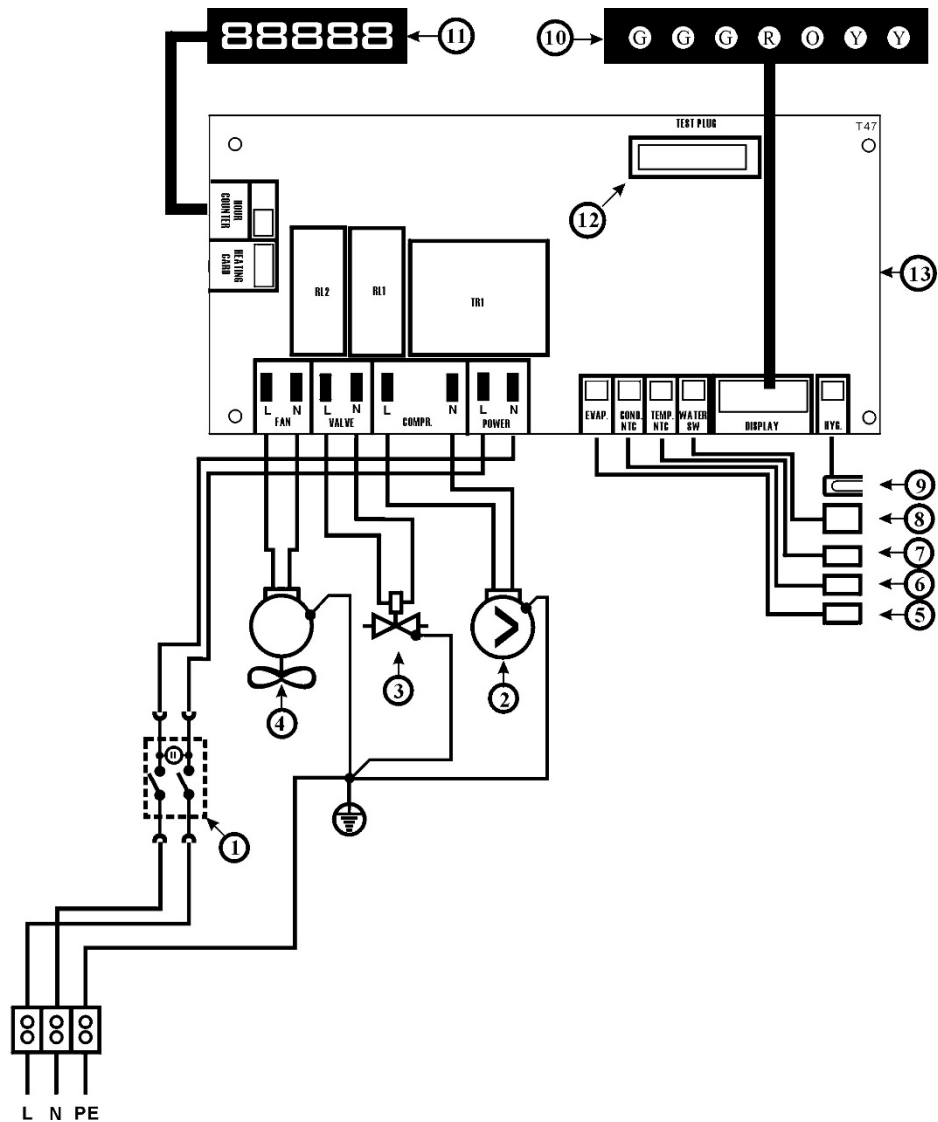 88888
11
10
G G G R O Y Y
TEST PLUG
T47
12
HOUR
COUNTER
HEATING
CARD
13
RL2
RL1
TR1
L N
FAN
L N
VALVE
L N
COMPR.
L N
POWER
EVAP.
COND.
NTC
TEMP.
NTC
WATER
SW
DISPLAY
HYG.
9
8
7
6
5
4
3
2
1
L N PE